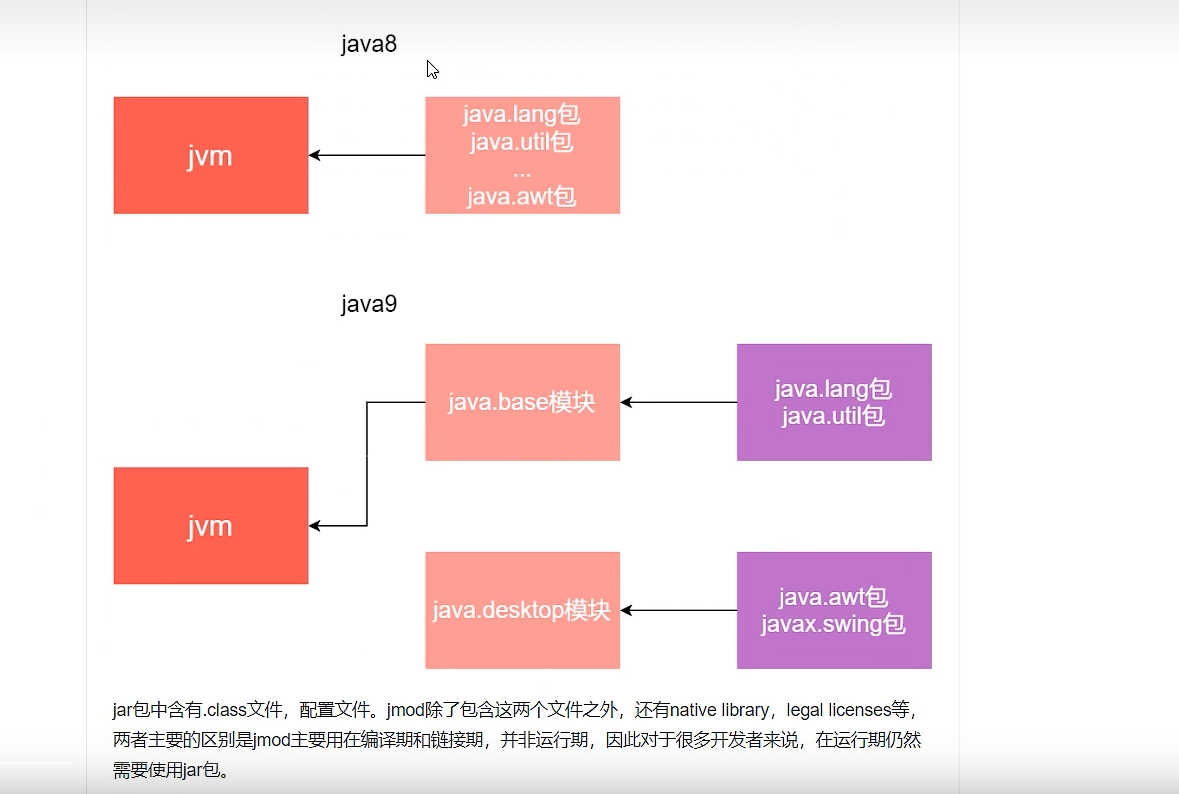 java8
jvm
java.lang包
java.util包
...
java.awt包
java9
java.base模块
java.lang包
java.util包
jvm
java.desktop模块
java.awt包
javax.swing包
jar包中含有.class文件，配置文件。jmod除了包含这两个文件之外，还有native library，legal licenses等，
两者主要的区别是jmod主要用在编译期和链接期，并非运行期，因此对于很多开发者来说，在运行期仍然
需要使用jar包。